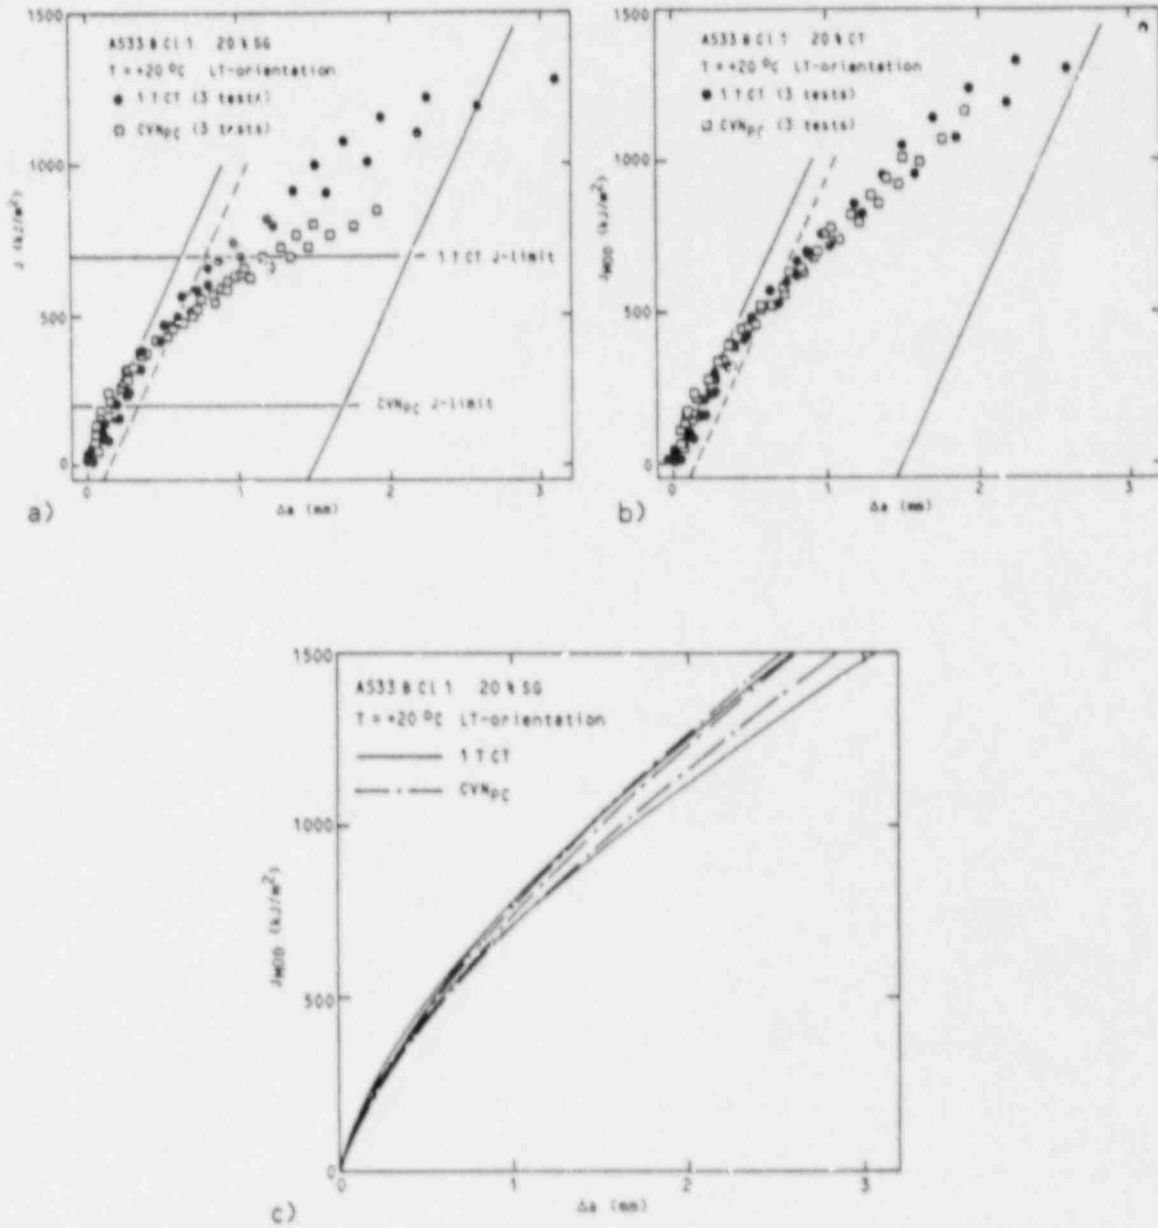 1500
A533 B Cl 1 20 % SG
T = +20 °C LT-orientation
1 T CT (3 tests)
CVNPC (3 trsts)
1000
J (kJ/m²)
1 T CT J-limit
500
CVNPC J-limit
0
0 1 2 3
Δa (mm)
a)
1500
A533 B Cl 1 20 % CT
T = +20 °C LT-orientation
1 T CT (3 tests)
CVNPC (3 tests)
1000
JMOD (kJ/m²)
500
0
0 1 2 3
Δa (mm)
b)
1500
A533 B Cl 1 20 % SG
T = +20 °C LT-orientation
1 T CT
CVNPC
1000
JMOD (kJ/m²)
500
0
0 1 2 3
Δa (mm)
c)